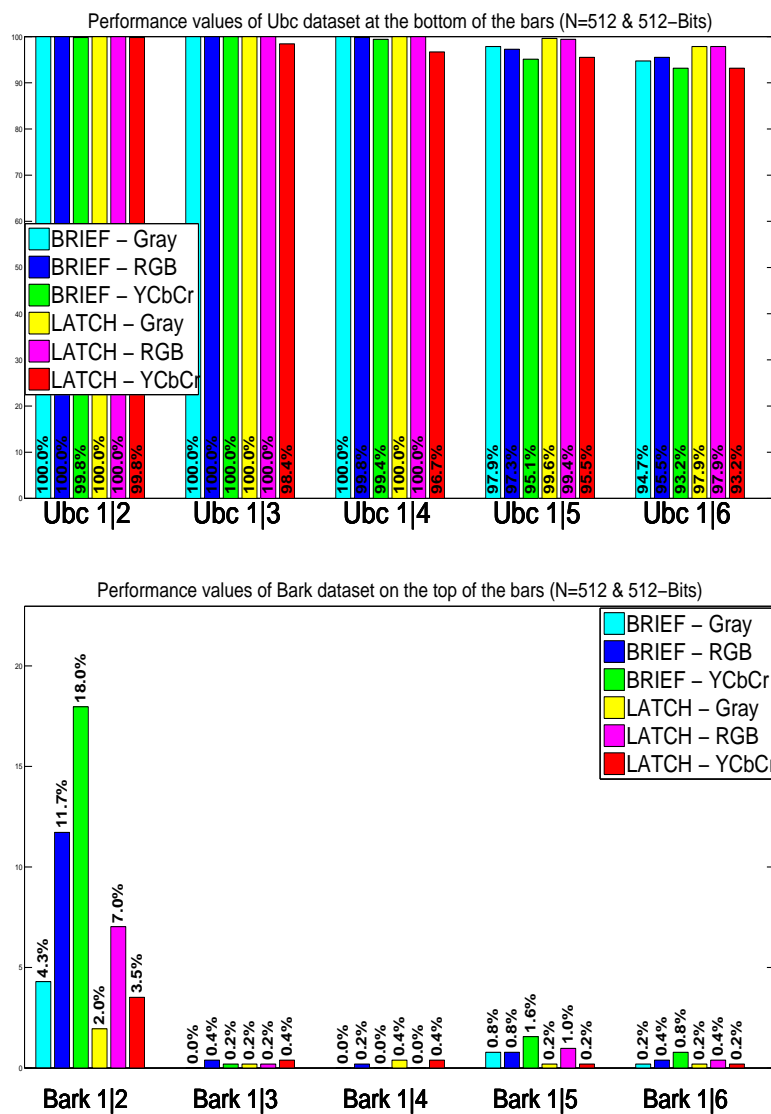 Performance values of Ubc dataset at the bottom of the bars (N=512 & 512−Bits)
100
90
80
70
60
50
40
30
20
10
0
BRIEF − Gray
BRIEF − RGB
BRIEF − YCbCr
LATCH − Gray
LATCH − RGB
LATCH − YCbCr
100.0% 100.0% 99.8% 100.0% 100.0% 99.8%
100.0% 100.0% 100.0% 100.0% 100.0% 98.4%
100.0% 99.8% 99.4% 100.0% 100.0% 96.7%
97.9% 97.3% 95.1% 99.6% 99.4% 95.5%
94.7% 95.5% 93.2% 97.9% 97.9% 93.2%
Ubc 1|2 Ubc 1|3 Ubc 1|4 Ubc 1|5 Ubc 1|6
Performance values of Bark dataset on the top of the bars (N=512 & 512−Bits)
20
15
10
5
0
BRIEF − Gray
BRIEF − RGB
BRIEF − YCbCr
LATCH − Gray
LATCH − RGB
LATCH − YCbCr
4.3% 11.7% 18.0% 2.0% 7.0% 3.5%
0.0% 0.4% 0.2% 0.2% 0.2% 0.4%
0.0% 0.2% 0.0% 0.4% 0.0% 0.4%
0.8% 0.8% 1.6% 0.2% 1.0% 0.2%
0.2% 0.4% 0.8% 0.2% 0.4% 0.2%
Bark 1|2 Bark 1|3 Bark 1|4 Bark 1|5 Bark 1|6